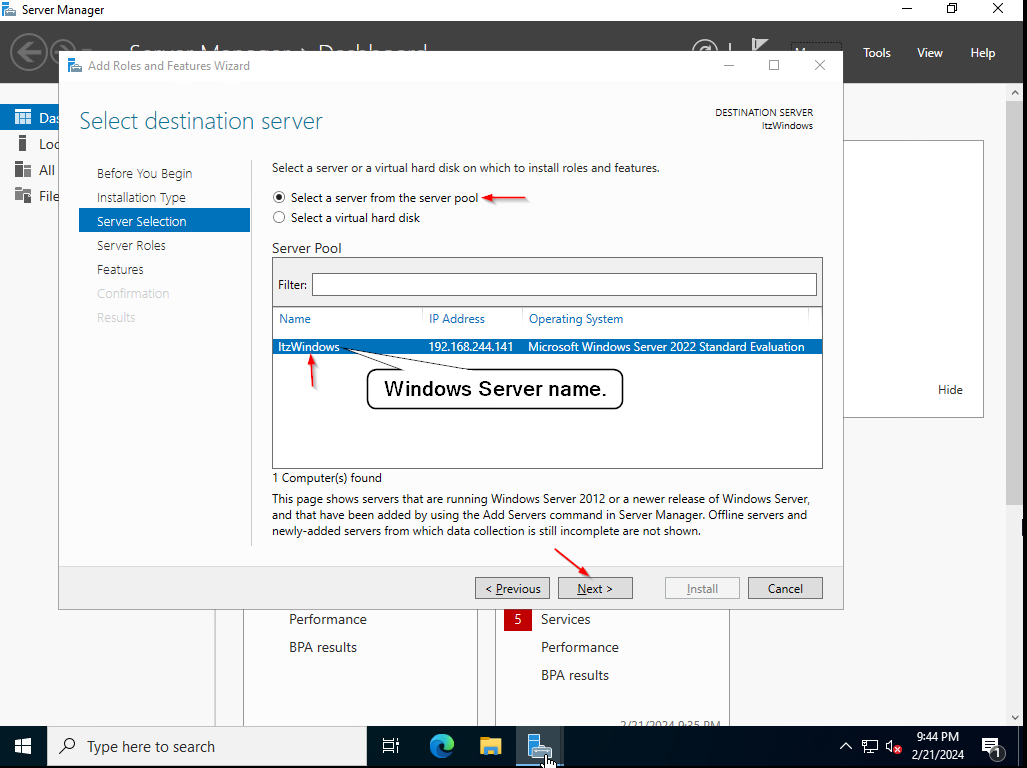 Server Manager
Server Manager › Dashboard
Tools
View
Help
Add Roles and Features Wizard
Select destination server
DESTINATION SERVER
ItzWindows
Before You Begin
Installation Type
Server Selection
Server Roles
Features
Confirmation
Results
Select a server or a virtual hard disk on which to install roles and features.
Select a server from the server pool
Select a virtual hard disk
Server Pool
Filter:
Name IP Address Operating System
ItzWindows 192.168.244.141 Microsoft Windows Server 2022 Standard Evaluation
Windows Server name.
1 Computer(s) found
This page shows servers that are running Windows Server 2012 or a newer release of Windows Server,
and that have been added by using the Add Servers command in Server Manager. Offline servers and
newly-added servers from which data collection is still incomplete are not shown.
< Previous
Next >
Install
Cancel
Hide
All
Performance
BPA results
5 Services
Performance
BPA results
2/21/2024 9:35 PM
Type here to search
9:44 PM
2/21/2024
1